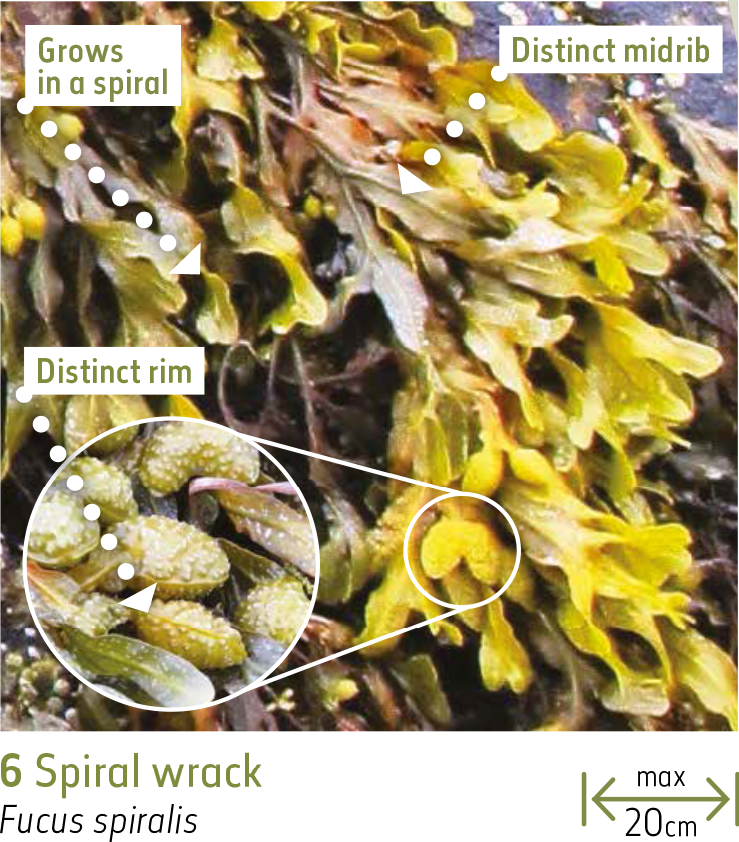 Grows
in a spiral
Distinct midrib
Distinct rim
6 Spiral wrack
Fucus spiralis
max
20cm